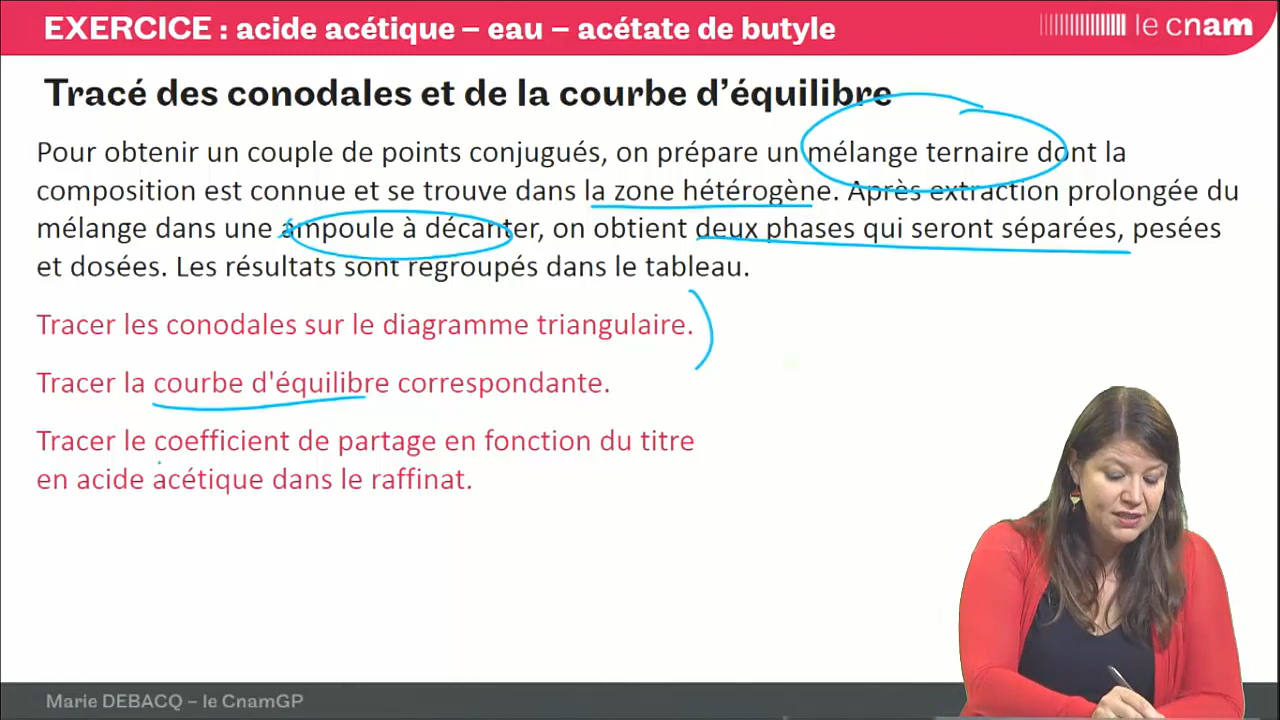 EXERCICE : acide acétique – eau – acétate de butyle
le cnam
Tracé des conodales et de la courbe d'équilibre
Pour obtenir un couple de points conjugués, on prépare un mélange ternaire dont la
composition est connue et se trouve dans la zone hétérogène. Après extraction prolongée du
mélange dans une ampoule à décanter, on obtient deux phases qui seront séparées, pesées
et dosées. Les résultats sont regroupés dans le tableau.
Tracer les conodales sur le diagramme triangulaire.
Tracer la courbe d'équilibre correspondante.
Tracer le coefficient de partage en fonction du titre
en acide acétique dans le raffinat.
Marie DEBACQ – le CnamGP